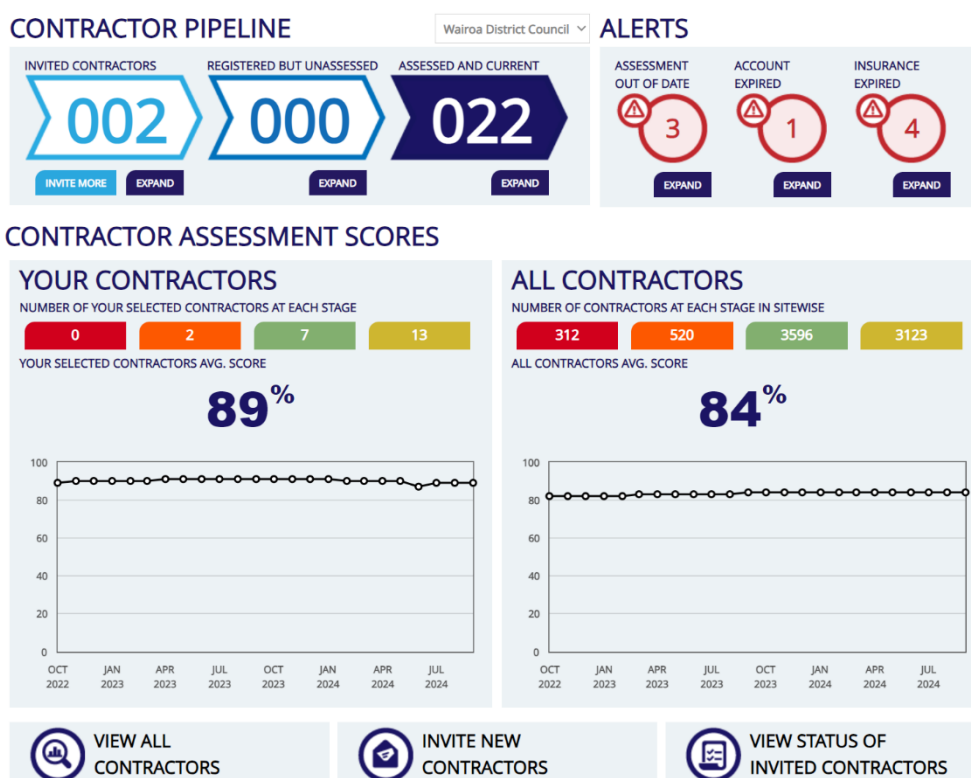 CONTRACTOR PIPELINE
Wairoa District Council
ALERTS
INVITED CONTRACTORS
REGISTERED BUT UNASSESSED
ASSESSED AND CURRENT
002
000
022
INVITE MORE
EXPAND
EXPAND
EXPAND
ASSESSMENT
OUT OF DATE
ACCOUNT
EXPIRED
INSURANCE
EXPIRED
3
1
4
EXPAND
EXPAND
EXPAND
CONTRACTOR ASSESSMENT SCORES
YOUR CONTRACTORS
NUMBER OF YOUR SELECTED CONTRACTORS AT EACH STAGE
0
2
7
13
YOUR SELECTED CONTRACTORS AVG. SCORE
89%
100
80
60
40
20
0
OCT
2022
JAN
2023
APR
2023
JUL
2023
OCT
2023
JAN
2024
APR
2024
JUL
2024
ALL CONTRACTORS
NUMBER OF CONTRACTORS AT EACH STAGE IN SITEWISE
312
520
3596
3123
ALL CONTRACTORS AVG. SCORE
84%
100
80
60
40
20
0
OCT
2022
JAN
2023
APR
2023
JUL
2023
OCT
2023
JAN
2024
APR
2024
JUL
2024
VIEW ALL
CONTRACTORS
INVITE NEW
CONTRACTORS
VIEW STATUS OF
INVITED CONTRACTORS